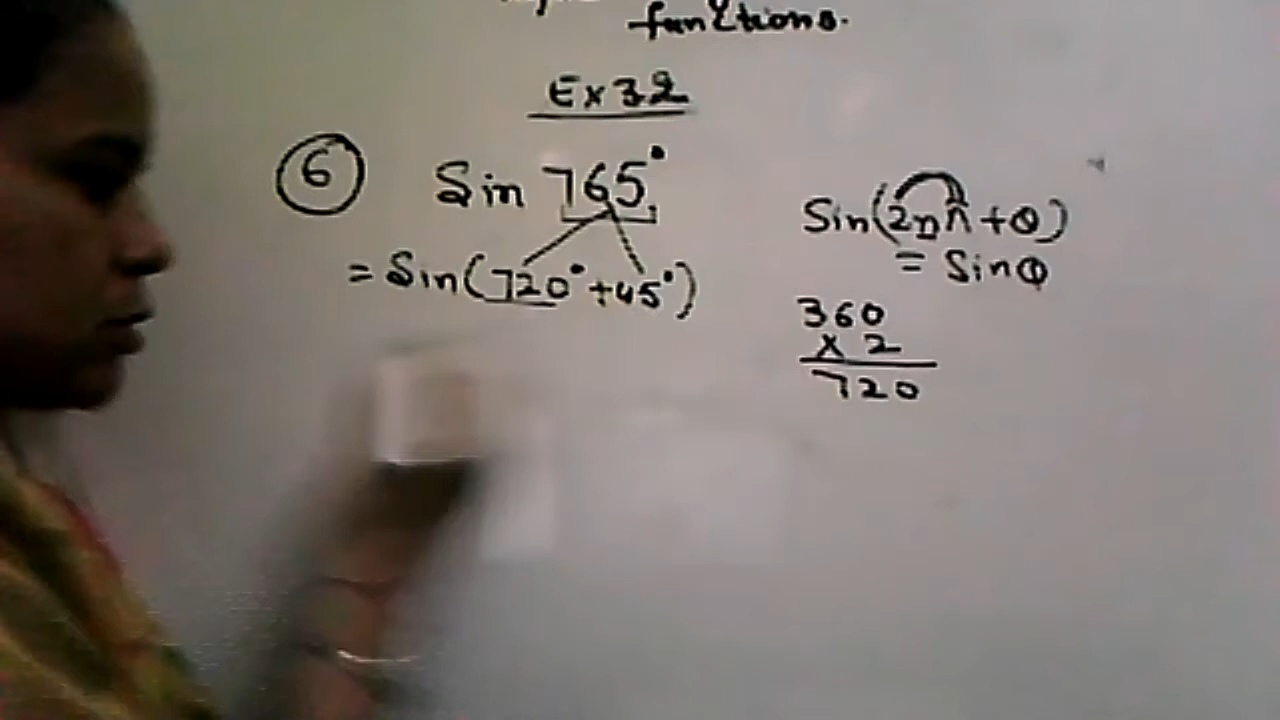 functions.
Ex 3.2
6 Sin 765°
= Sin(720° + 45°)
Sin(2nπ + θ)
= Sinθ
360
x 2
720